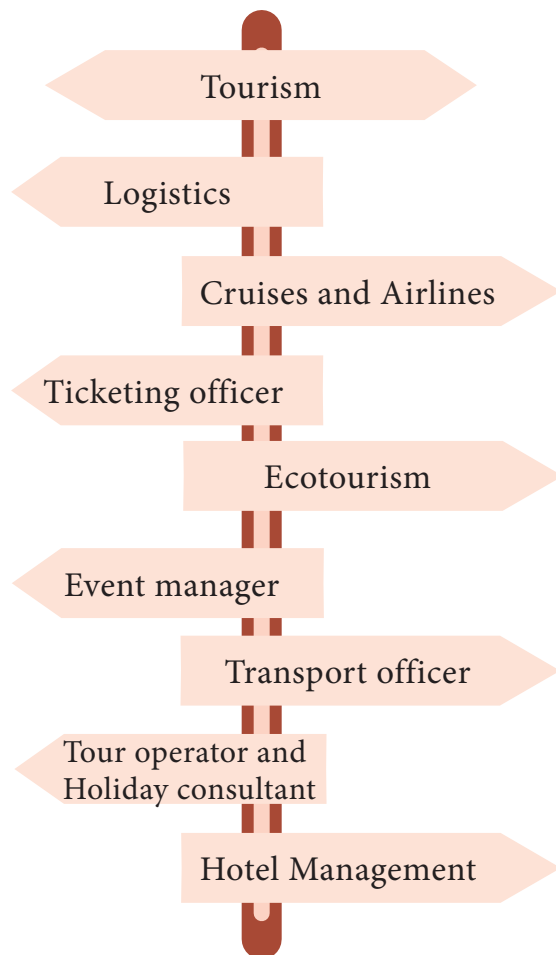 Tourism
Logistics
Cruises and Airlines
Ticketing officer
Ecotourism
Event manager
Transport officer
Tour operator and
Holiday consultant
Hotel Management